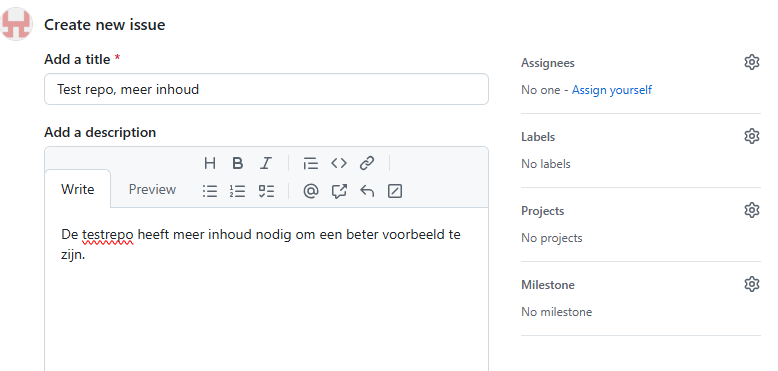 Create new issue
Add a title *
Test repo, meer inhoud
Add a description
Write
Preview
De testrepo heeft meer inhoud nodig om een beter voorbeeld te
zijn.
Assignees
No one - Assign yourself
Labels
No labels
Projects
No projects
Milestone
No milestone